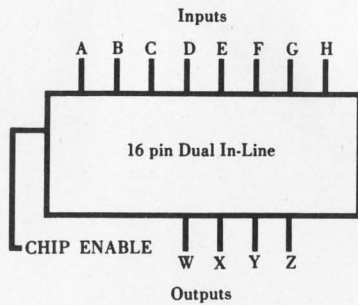 Inputs
A B C D E F G H
16 pin Dual In-Line
CHIP ENABLE
W X Y Z
Outputs